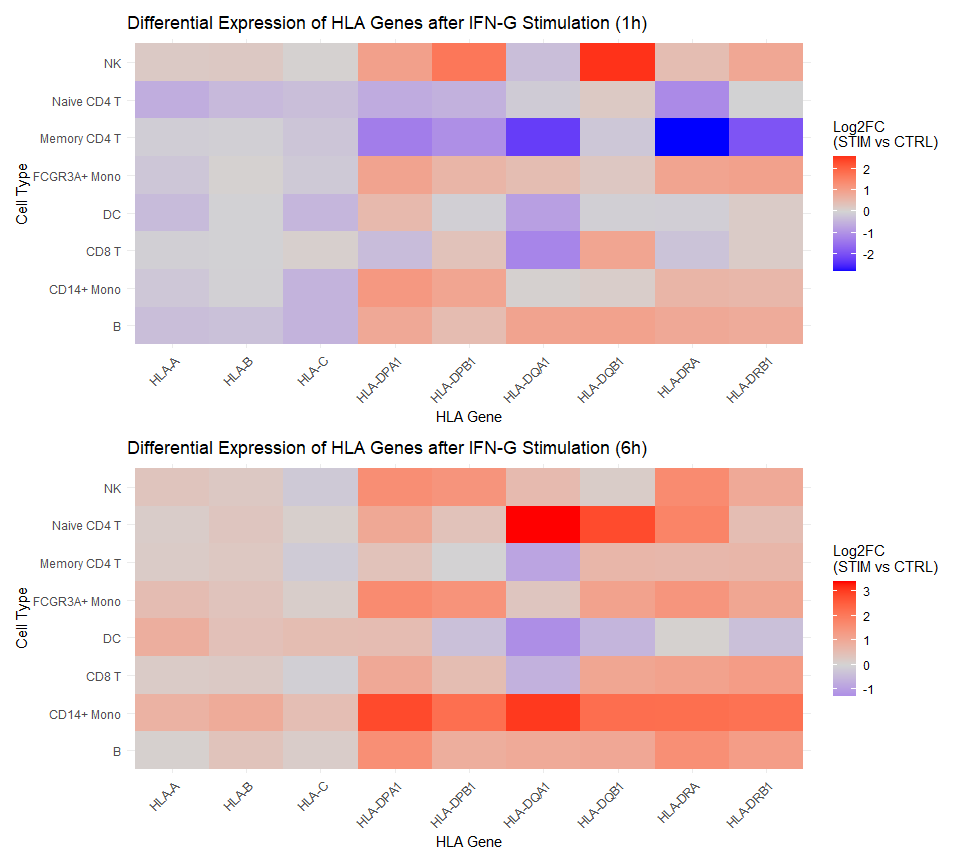 Differential Expression of HLA Genes after IFN-G Stimulation (1h)
Cell Type
NK
Naive CD4 T
Memory CD4 T
FCGR3A+ Mono
DC
CD8 T
CD14+ Mono
B
HLA-A
HLA-B
HLA-C
HLA-DPA1
HLA-DPB1
HLA-DQA1
HLA-DQB1
HLA-DRA
HLA-DRB1
HLA Gene
Log2FC
(STIM vs CTRL)
2
1
0
-1
-2
Differential Expression of HLA Genes after IFN-G Stimulation (6h)
Cell Type
NK
Naive CD4 T
Memory CD4 T
FCGR3A+ Mono
DC
CD8 T
CD14+ Mono
B
HLA-A
HLA-B
HLA-C
HLA-DPA1
HLA-DPB1
HLA-DQA1
HLA-DQB1
HLA-DRA
HLA-DRB1
HLA Gene
Log2FC
(STIM vs CTRL)
3
2
1
0
-1